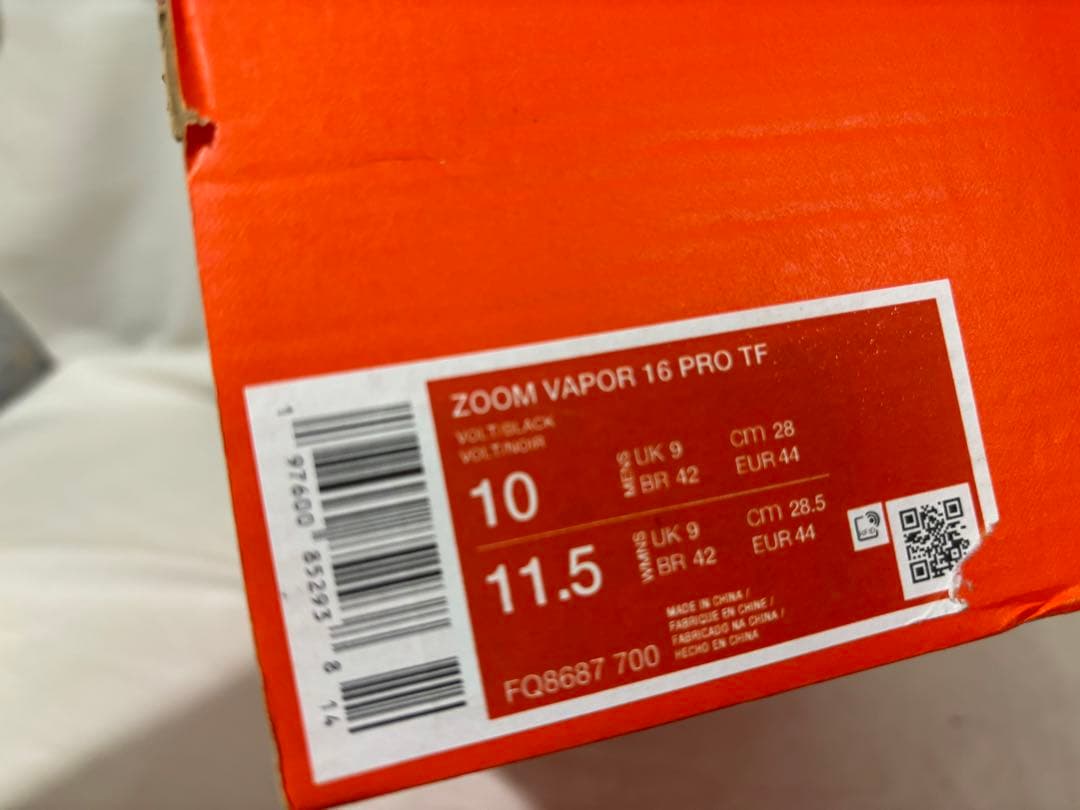 ZOOM VAPOR 16 PRO TF
VOLT/BLACK
VOLT/NOIR
10
MENS
UK 9
BR 42
cm 28
EUR 44
11.5
WMNS
UK 9
BR 42
cm 28.5
EUR 44
MADE IN CHINA /
FABRIQUE EN CHINE /
FABRICADO NA CHINA /
HECHO EN CHINA
FQ8687 700
RFID
1 97600 85293 8 14